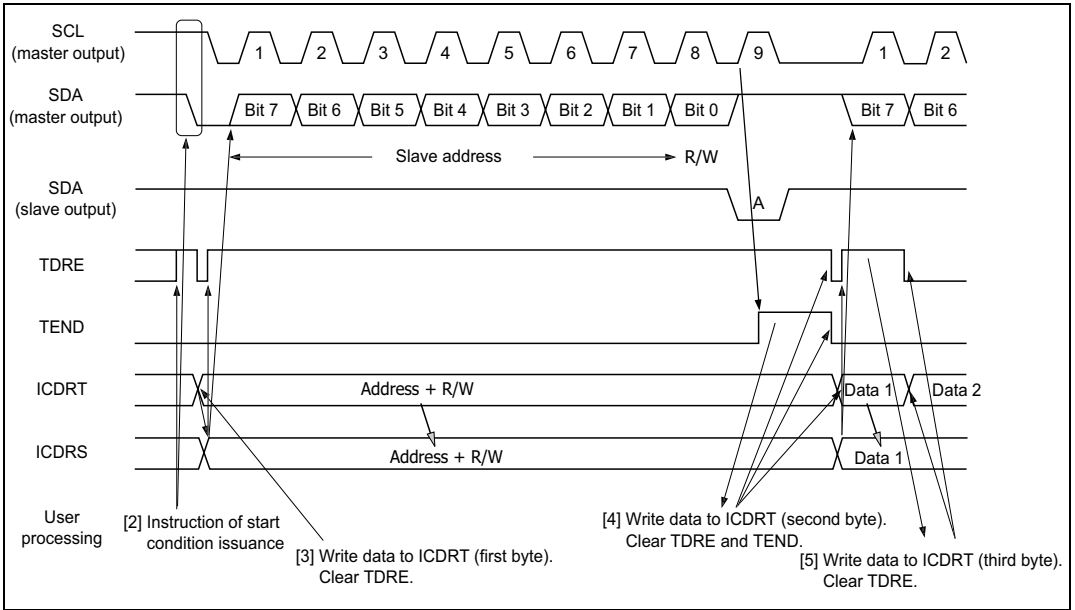 SCL
(master output)
1 2 3 4 5 6 7 8 9 1 2
SDA
(master output)
Bit 7 Bit 6 Bit 5 Bit 4 Bit 3 Bit 2 Bit 1 Bit 0 Bit 7 Bit 6
Slave address R/W
SDA
(slave output)
A
TDRE
TEND
ICDRT
Address + R/W Data 1 Data 2
ICDRS
Address + R/W Data 1
User
processing
[2] Instruction of start
condition issuance
[3] Write data to ICDRT (first byte).
Clear TDRE.
[4] Write data to ICDRT (second byte).
Clear TDRE and TEND.
[5] Write data to ICDRT (third byte).
Clear TDRE.